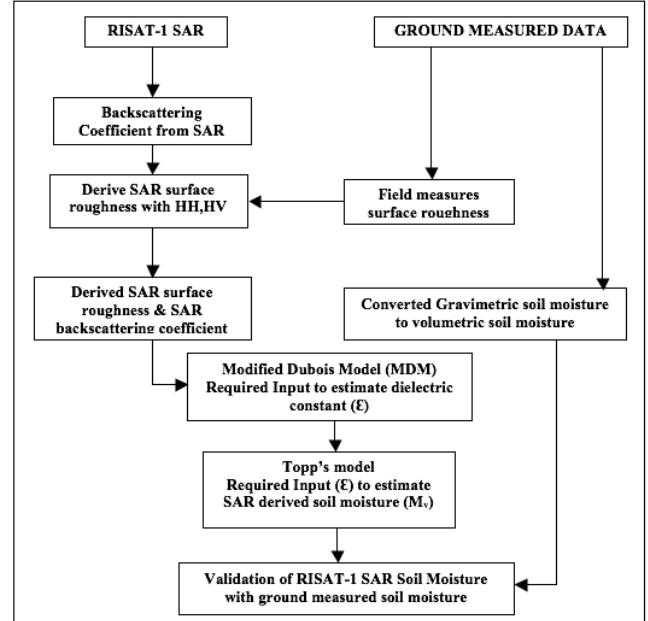 RISAT-1 SAR
GROUND MEASURED DATA
Backscattering
Coefficient from SAR
Derive SAR surface
roughness with HH,HV
Field measures
surface roughness
Derived SAR surface
roughness & SAR
backscattering coefficient
Converted Gravimetric soil moisture
to volumetric soil moisture
Modified Dubois Model (MDM)
Required Input to estimate dielectric
constant (Ɛ)
Topp's model
Required Input (Ɛ) to estimate
SAR derived soil moisture (Mᵥ)
Validation of RISAT-1 SAR Soil Moisture
with ground measured soil moisture